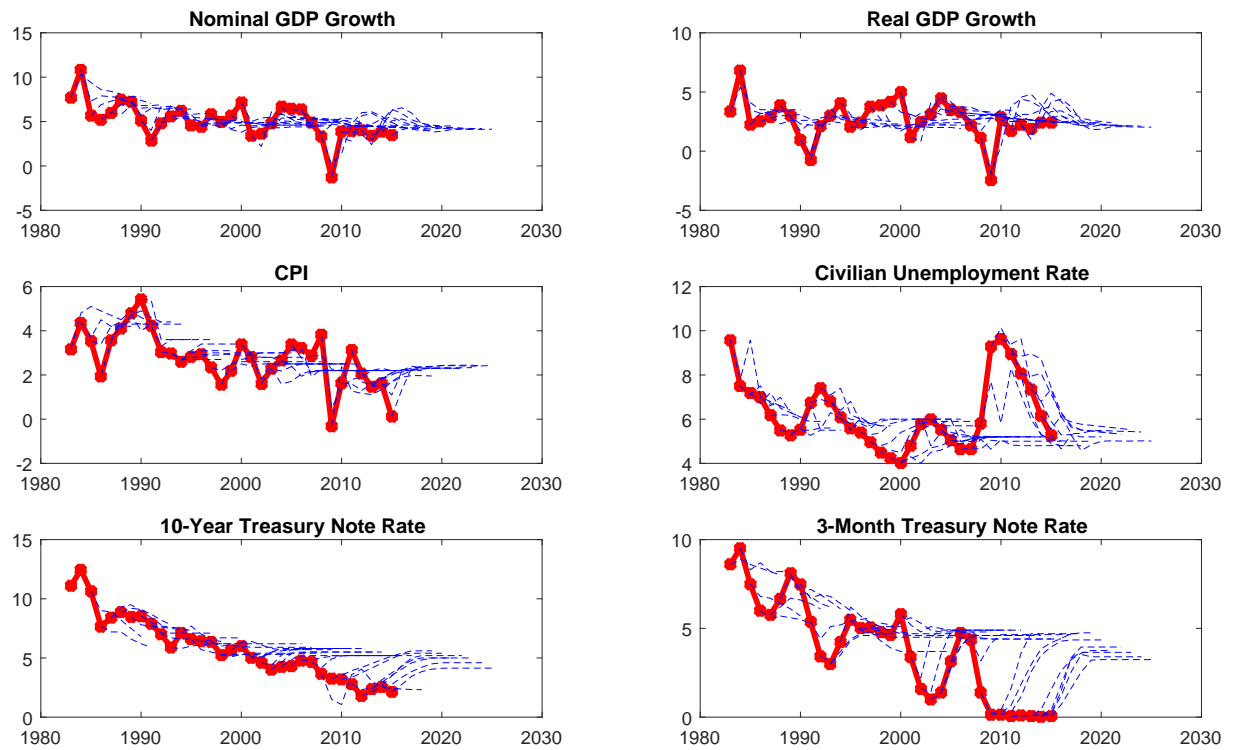 Nominal GDP Growth
15
10
5
0
-5
1980 1990 2000 2010 2020 2030
Real GDP Growth
10
5
0
-5
1980 1990 2000 2010 2020 2030
CPI
6
4
2
0
-2
1980 1990 2000 2010 2020 2030
Civilian Unemployment Rate
12
10
8
6
4
1980 1990 2000 2010 2020 2030
10-Year Treasury Note Rate
15
10
5
0
1980 1990 2000 2010 2020 2030
3-Month Treasury Note Rate
10
5
0
1980 1990 2000 2010 2020 2030